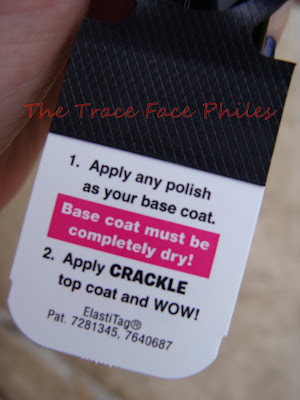 The Trace Face Philes
1. Apply any polish
as your base coat.
Base coat must be
completely dry!
2. Apply CRACKLE
top coat and WOW!
ElastiTag®
Pat. 7281345, 7640687